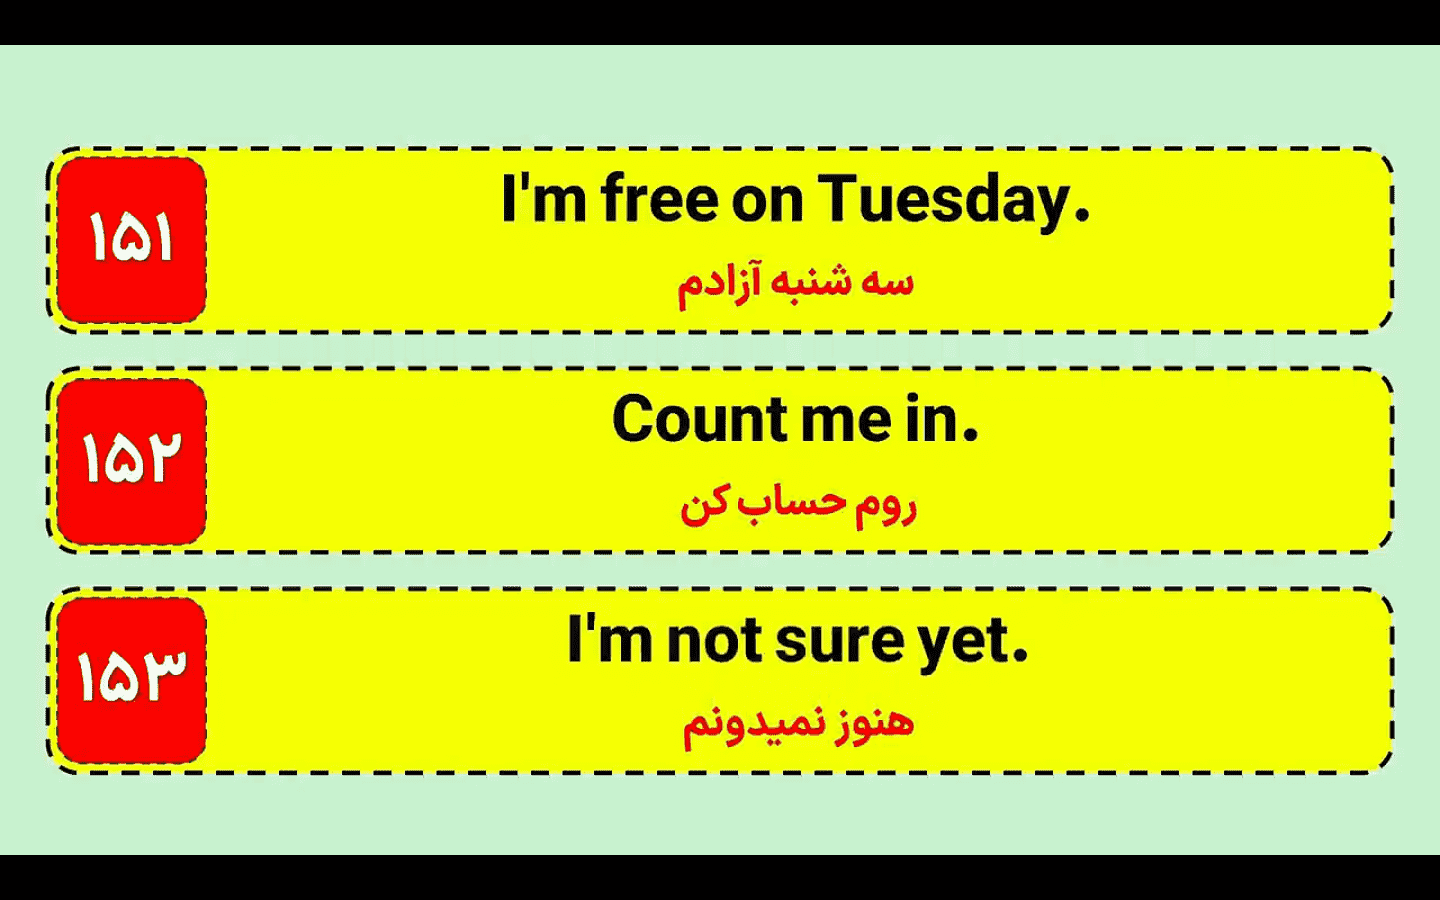 ۱۵۱
I'm free on Tuesday.
سه شنبه آزادم
۱۵۲
Count me in.
روم حساب کن
۱۵۳
I'm not sure yet.
هنوز نمیدونم